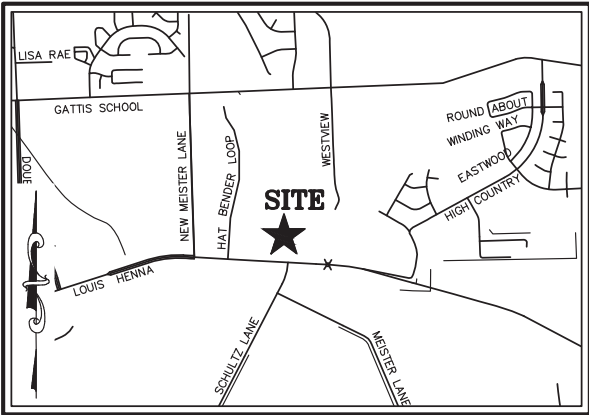 LISA RAE
GATTIS SCHOOL
ROUND ABOUT
WINDING WAY
EASTWOOD
HIGH COUNTRY
WESTVIEW
NEW MEISTER LANE
HAT BENDER LOOP
DOUB
SITE
LOUIS HENNA
SCHULTZ LANE
MEISTER LANE